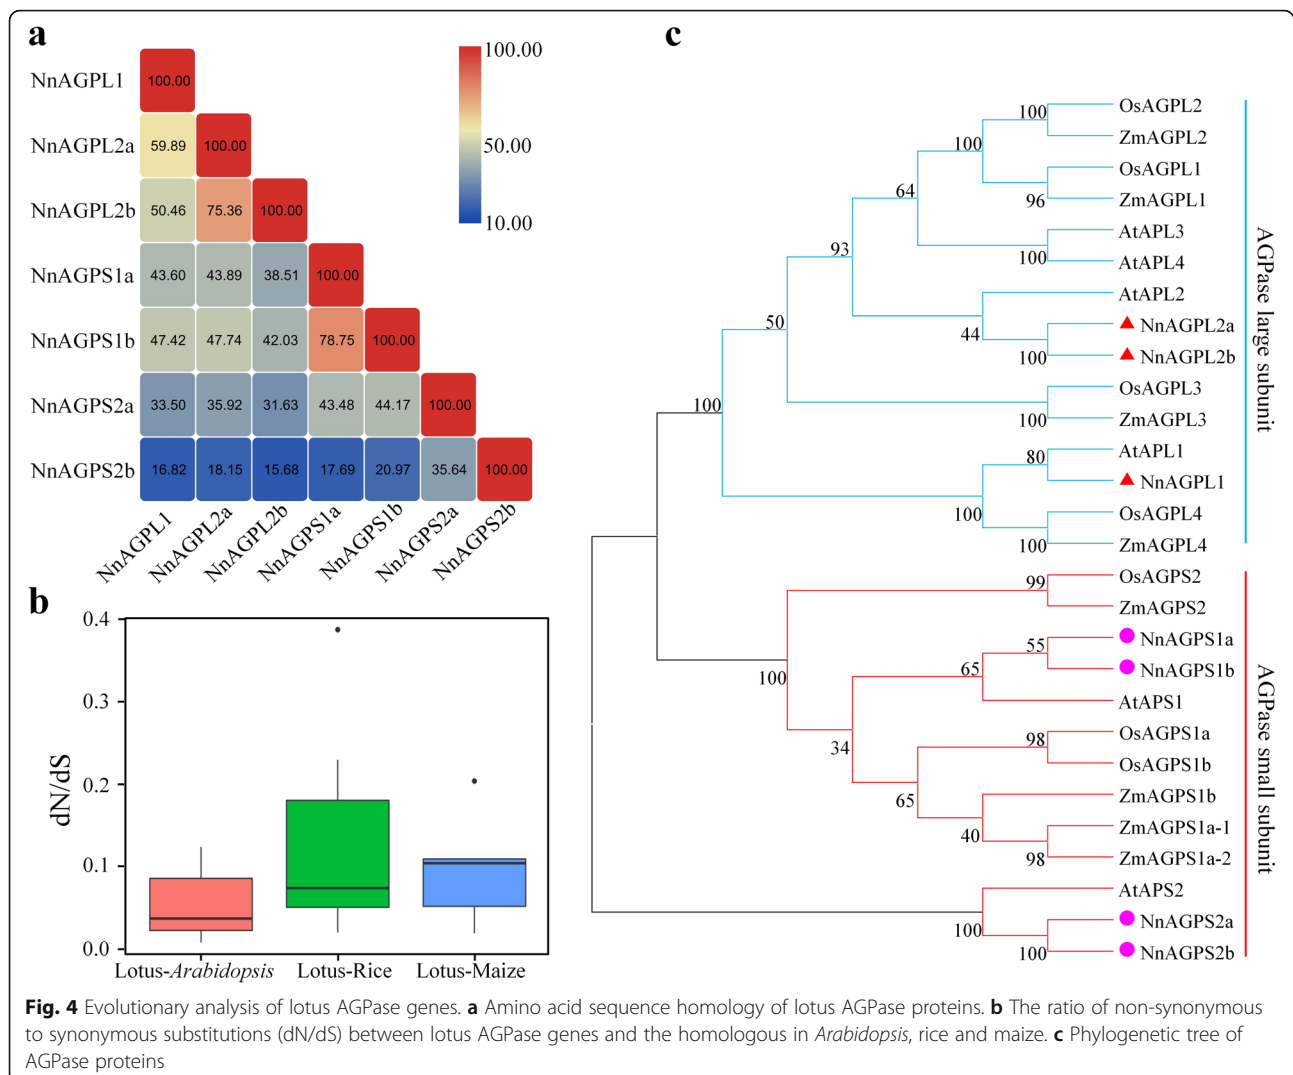 a
100.00
50.00
10.00
NnAGPL1 100.00
NnAGPL2a 59.89 100.00
NnAGPL2b 50.46 75.36 100.00
NnAGPS1a 43.60 43.89 38.51 100.00
NnAGPS1b 47.42 47.74 42.03 78.75 100.00
NnAGPS2a 33.50 35.92 31.63 43.48 44.17 100.00
NnAGPS2b 16.82 18.15 15.68 17.69 20.97 35.64 100.00
NnAGPL1 NnAGPL2a NnAGPL2b NnAGPS1a NnAGPS1b NnAGPS2a NnAGPS2b
b
dN/dS
0.4
0.3
0.2
0.1
0.0
Lotus-Arabidopsis Lotus-Rice Lotus-Maize
c
100 OsAGPL2
ZmAGPL2
100
OsAGPL1
96 ZmAGPL1
64
AtAPL3
100 AtAPL4
93
AtAPL2
NnAGPL2a
44
100 NnAGPL2b
50
OsAGPL3
100 ZmAGPL3
100
80 AtAPL1
NnAGPL1
100
OsAGPL4
100 ZmAGPL4
AGPase large subunit
99 OsAGPS2
ZmAGPS2
55 NnAGPS1a
65 NnAGPS1b
100
AtAPS1
98 OsAGPS1a
34
OsAGPS1b
65
ZmAGPS1b
40
ZmAGPS1a-1
98 ZmAGPS1a-2
AtAPS2
100 NnAGPS2a
100 NnAGPS2b
AGPase small subunit
Fig. 4 Evolutionary analysis of lotus AGPase genes. a Amino acid sequence homology of lotus AGPase proteins. b The ratio of non-synonymous
to synonymous substitutions (dN/dS) between lotus AGPase genes and the homologous in Arabidopsis, rice and maize. c Phylogenetic tree of
AGPase proteins